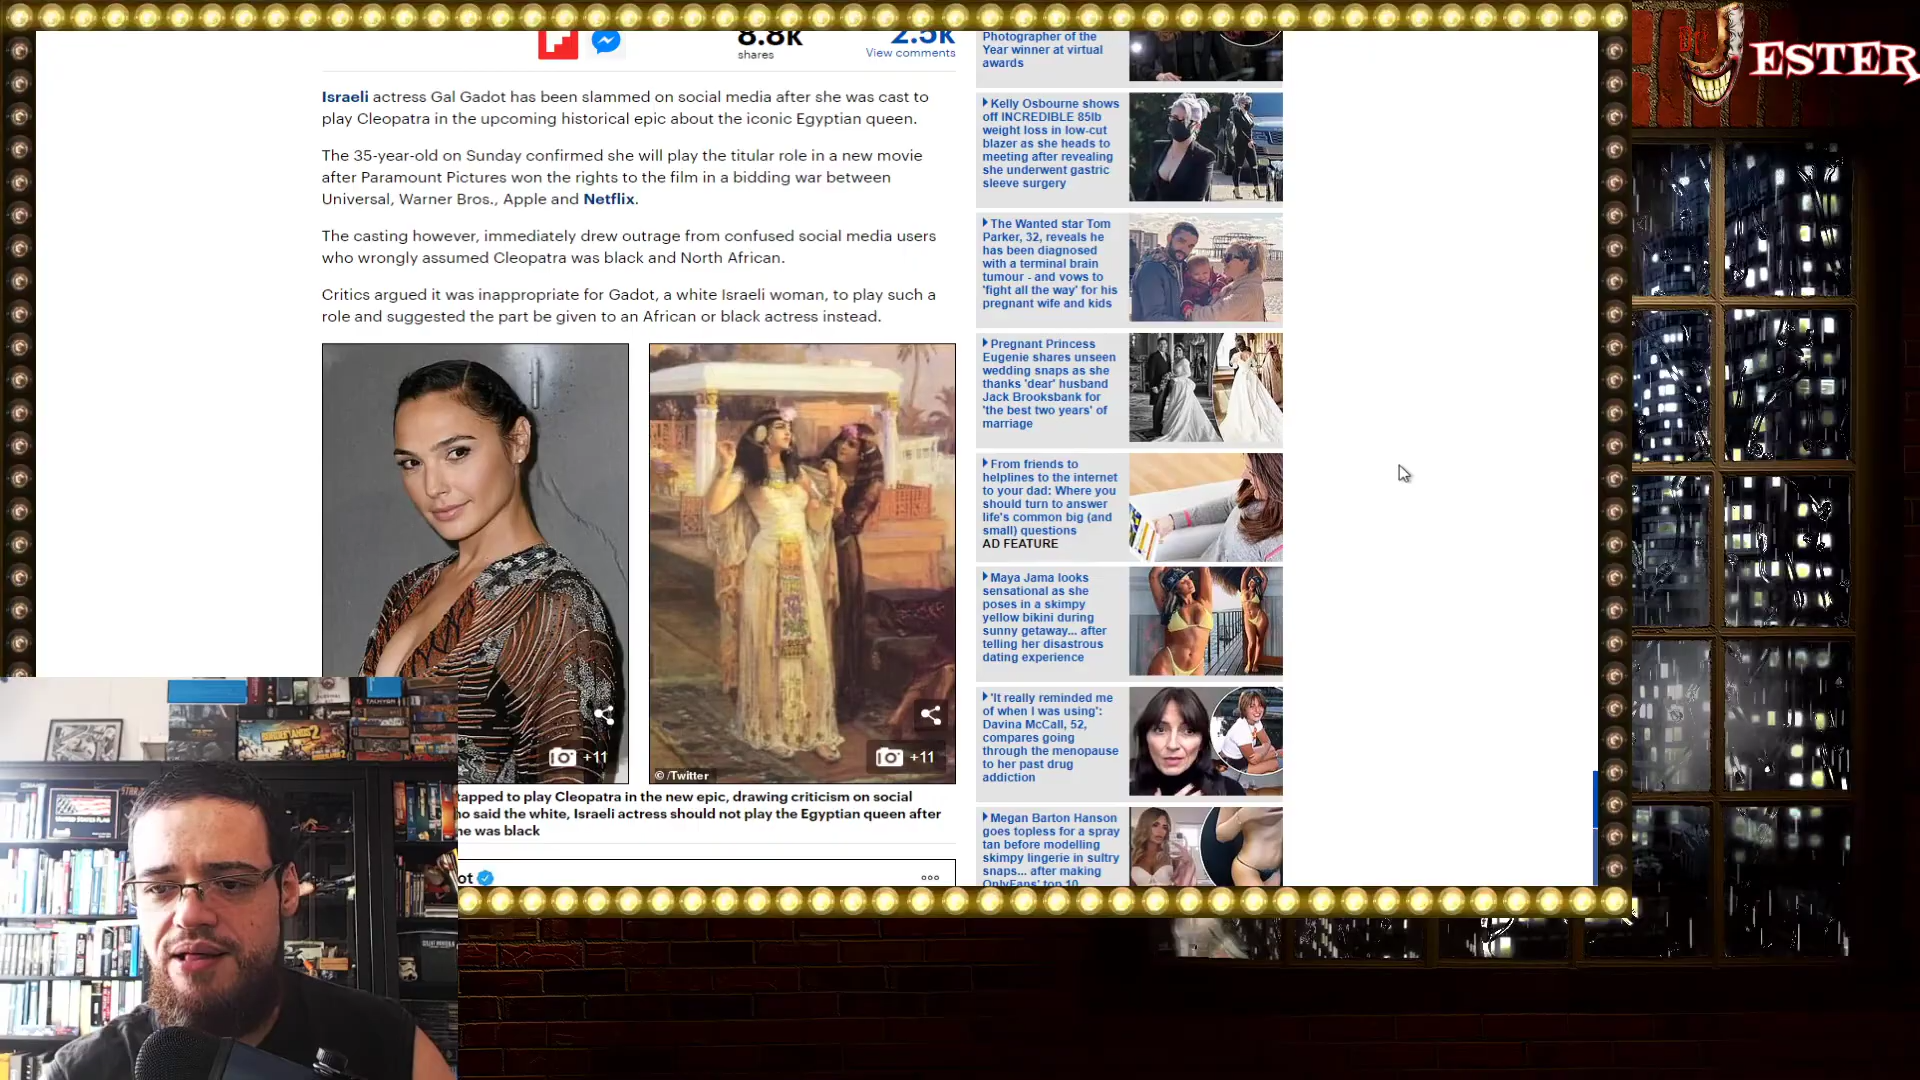 8.8k
shares
2.5k
View comments
Israeli actress Gal Gadot has been slammed on social media after she was cast to
play Cleopatra in the upcoming historical epic about the iconic Egyptian queen.
The 35-year-old on Sunday confirmed she will play the titular role in a new movie
after Paramount Pictures won the rights to the film in a bidding war between
Universal, Warner Bros., Apple and Netflix.
The casting however, immediately drew outrage from confused social media users
who wrongly assumed Cleopatra was black and North African.
Critics argued it was inappropriate for Gadot, a white Israeli woman, to play such a
role and suggested the part be given to an African or black actress instead.
+11
+11
© /Twitter
tapped to play Cleopatra in the new epic, drawing criticism on social
ho said the white, Israeli actress should not play the Egyptian queen after
he was black
ot
Photographer of the
Year winner at virtual
awards
Kelly Osbourne shows
off INCREDIBLE 85lb
weight loss in low-cut
blazer as she heads to
meeting after revealing
she underwent gastric
sleeve surgery
The Wanted star Tom
Parker, 32, reveals he
has been diagnosed
with a terminal brain
tumour - and vows to
'fight all the way' for his
pregnant wife and kids
Pregnant Princess
Eugenie shares unseen
wedding snaps as she
thanks 'dear' husband
Jack Brooksbank for
'the best two years' of
marriage
From friends to
helplines to the internet
to your dad: Where you
should turn to answer
life's common big (and
small) questions
AD FEATURE
Maya Jama looks
sensational as she
poses in a skimpy
yellow bikini during
sunny getaway... after
telling her disastrous
dating experience
'It really reminded me
of when I was using':
Davina McCall, 52,
compares going
through the menopause
to her past drug
addiction
Megan Barton Hanson
goes topless for a spray
tan before modelling
skimpy lingerie in sultry
snaps... after making
OnlyFans' top 10
ESTER
BORDERLANDS 2